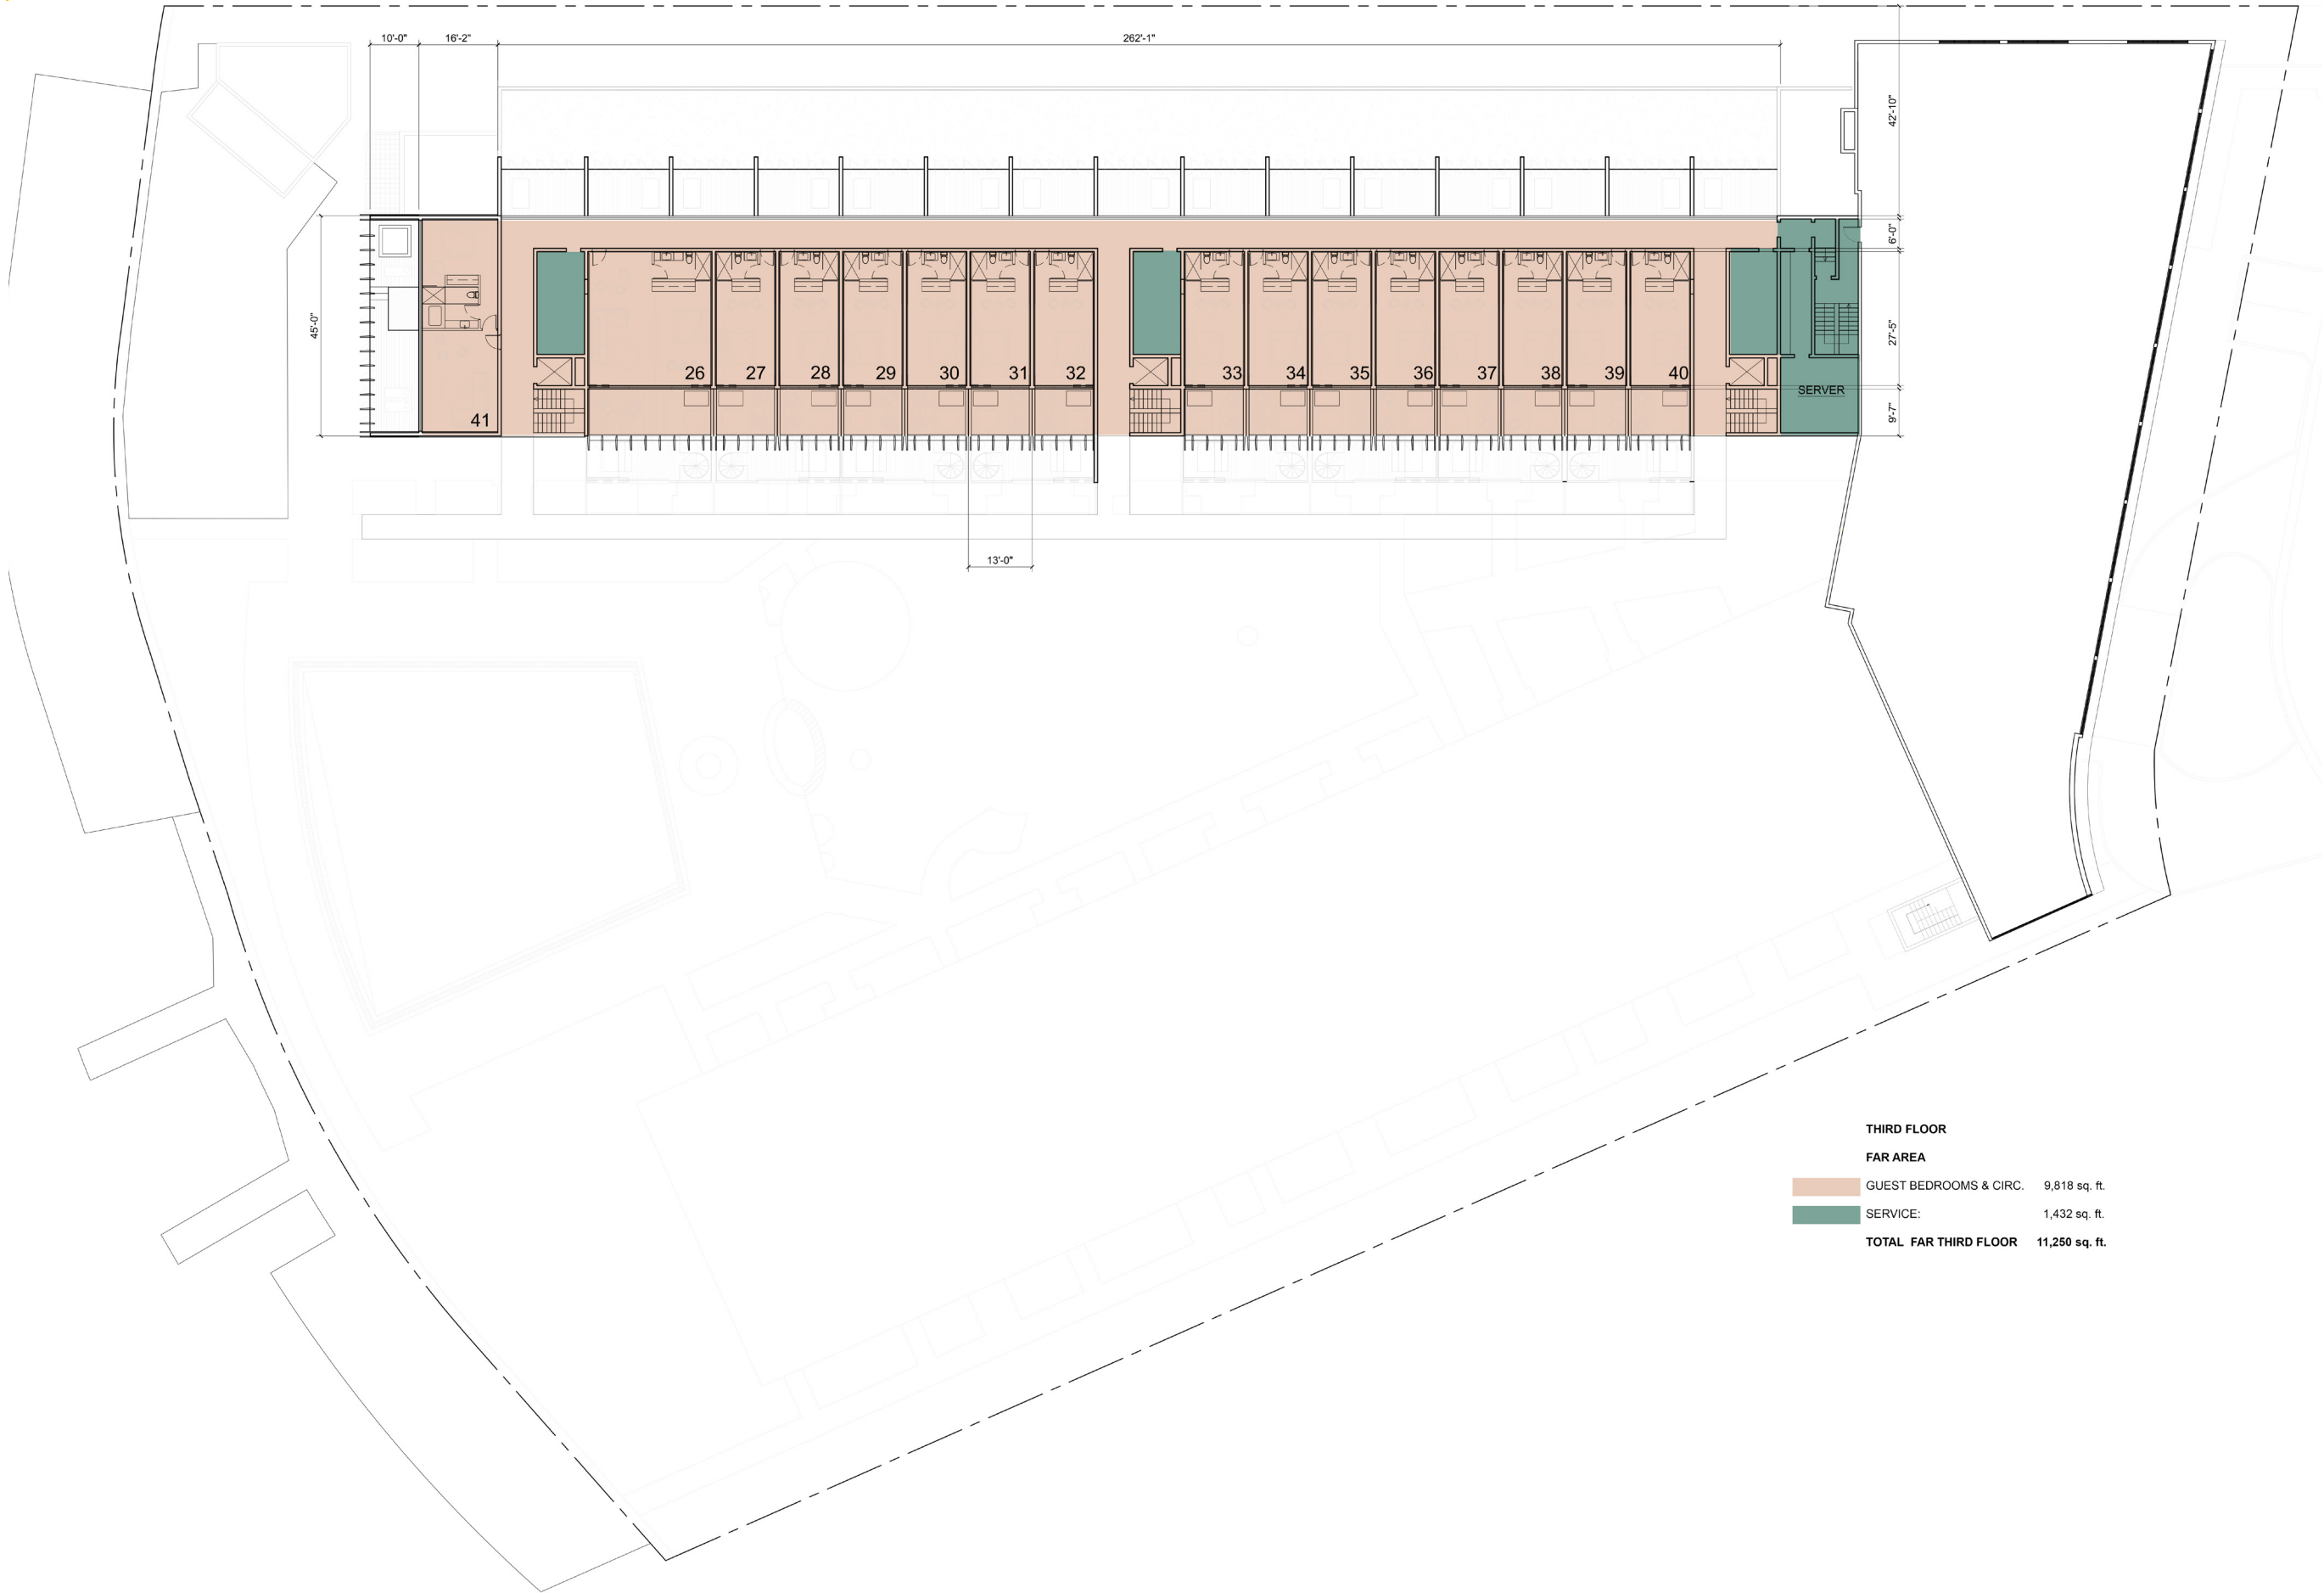 10'-0" 16'-2" 262'-1"
42'-10"
6'-0"
45'-0"
27'-5"
26 27 28 29 30 31 32 33 34 35 36 37 38 39 40
SERVER
9'-7"
41
13'-0"
THIRD FLOOR
FAR AREA
GUEST BEDROOMS & CIRC. 9,818 sq. ft.
SERVICE: 1,432 sq. ft.
TOTAL FAR THIRD FLOOR 11,250 sq. ft.